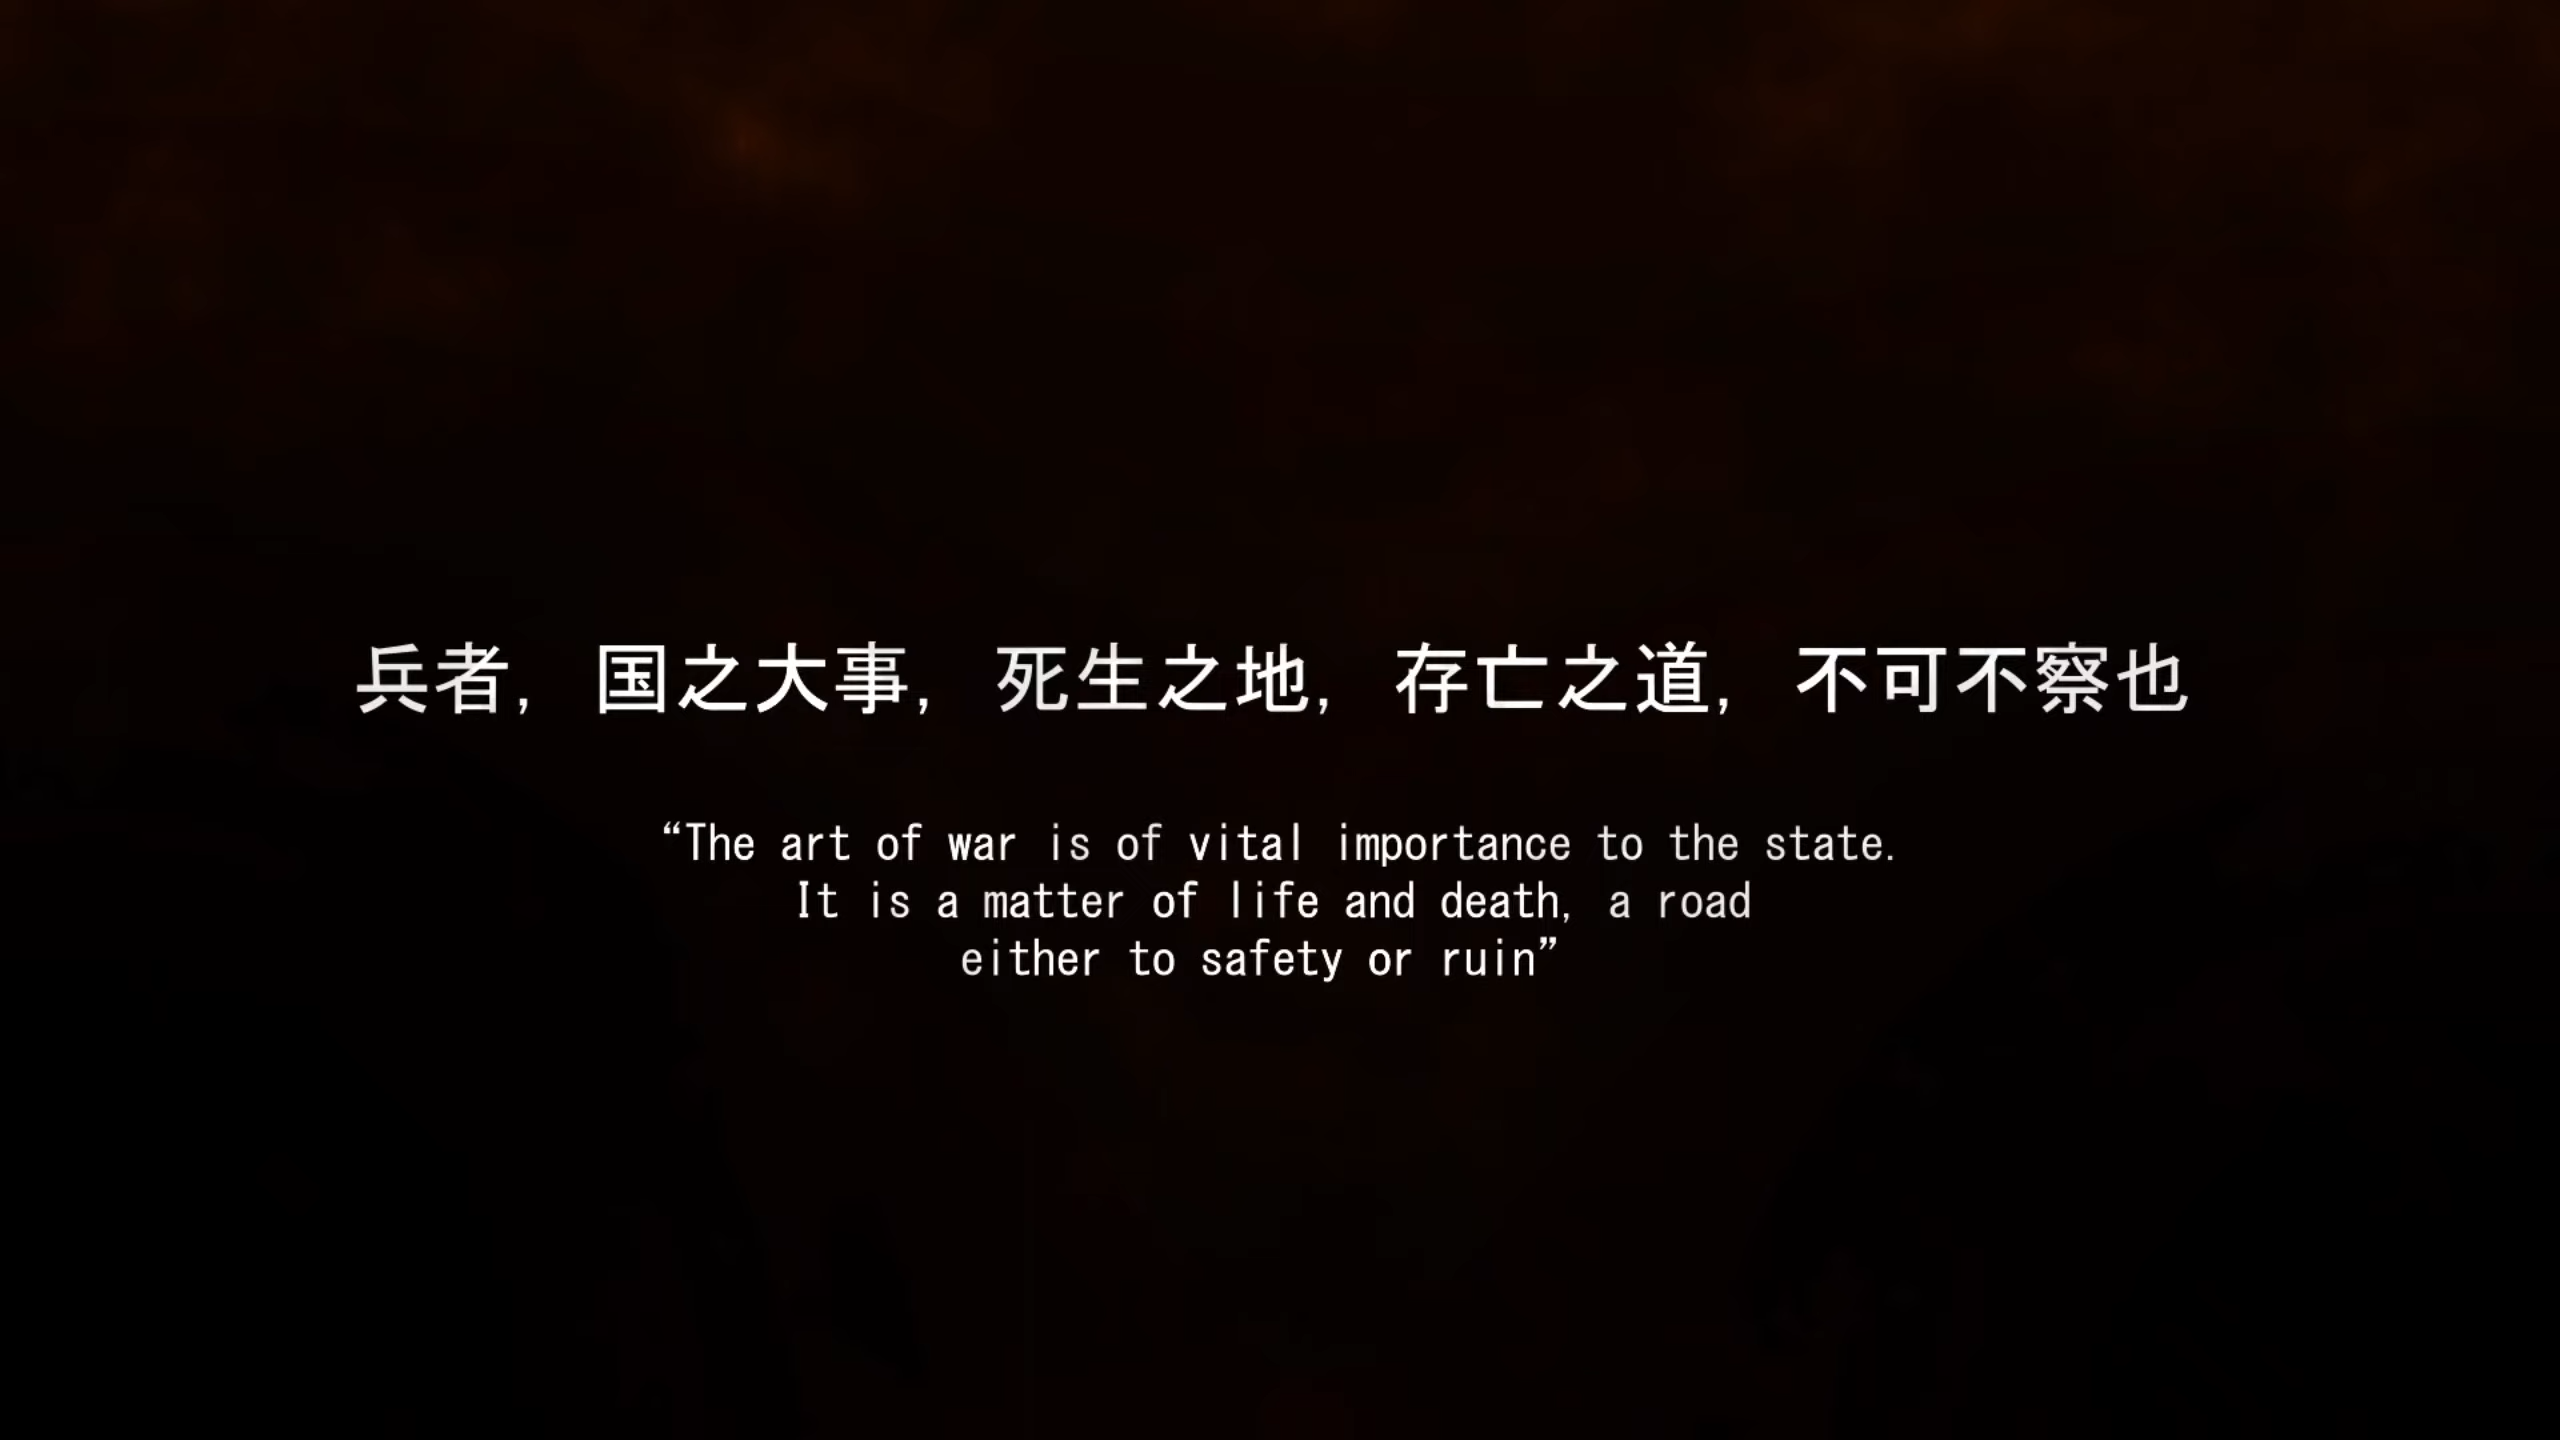 兵者, 国之大事, 死生之地, 存亡之道, 不可不察也
“The art of war is of vital importance to the state.
It is a matter of life and death, a road
either to safety or ruin”